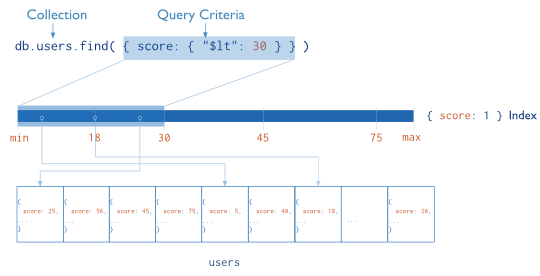 Collection Query Criteria
db.users.find( { score: { "$lt": 30 } } )
{ score: 1 } Index
min 18 30 45 75 max
{ { { { { { { {
score: 25, score: 56, score: 45, score: 75, score: 5, score: 48, score: 18, score: 30,
... ... ... ... ... ... ... ... ...
} } } } } } } }
users